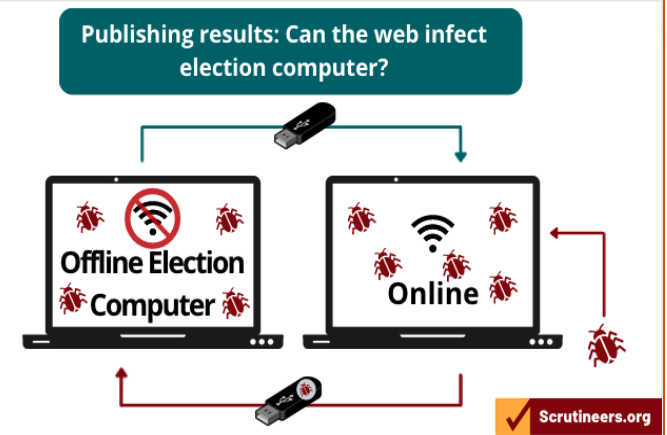 Publishing results: Can the web infect
election computer?
Offline Election
Computer
Online
Scrutineers.org